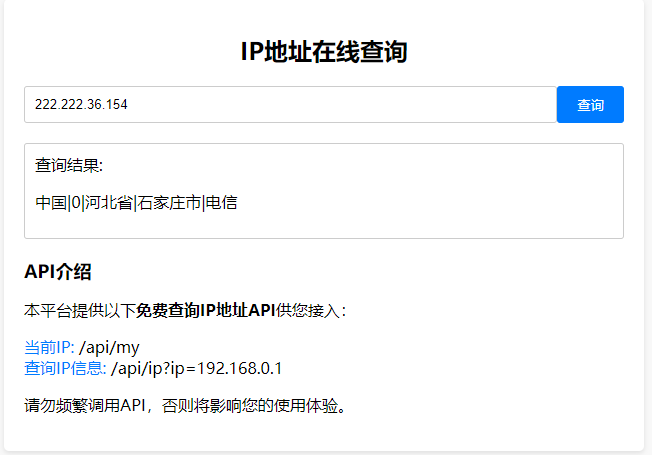 IP地址在线查询
222.222.36.154
查询
查询结果:
中国|0|河北省|石家庄市|电信
API介绍
本平台提供以下免费查询IP地址API供您接入：
当前IP: /api/my
查询IP信息: /api/ip?ip=192.168.0.1
请勿频繁调用API，否则将影响您的使用体验。